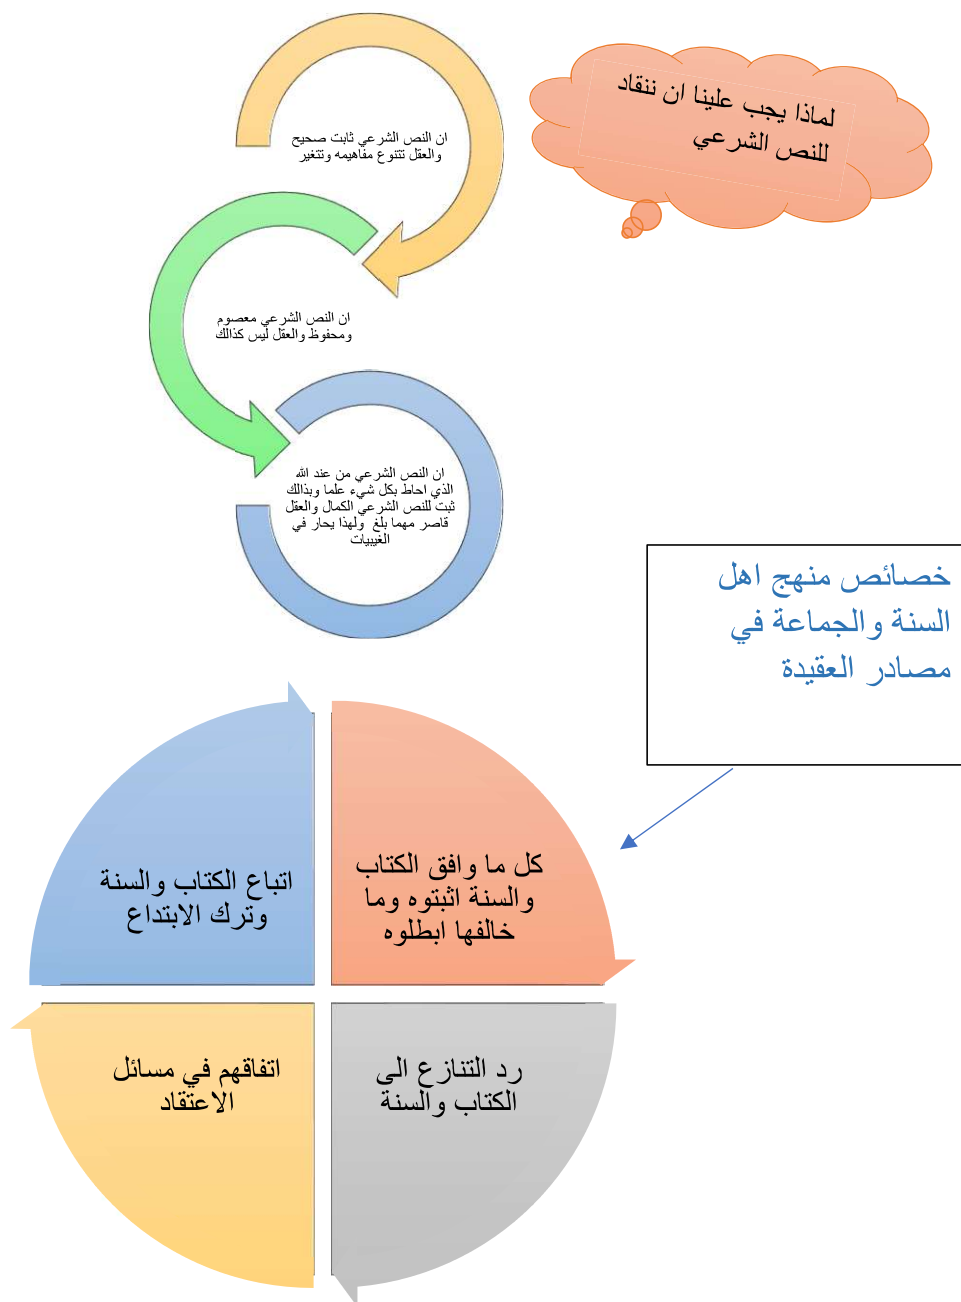 لماذا يجب علينا ان ننقاد
للنص الشرعي
ان النص الشرعي ثابت صحيح
والعقل تتنوع مفاهيمه وتتغير
ان النص الشرعي معصوم
ومحفوظ والعقل ليس كذالك
ان النص الشرعي من عند الله
الذي احاط بكل شيء علما وبذالك
ثبت للنص الشرعي الكمال والعقل
قاصر مهما بلغ ولهذا يحار في
الغيبيات
خصائص منهج اهل
السنة والجماعة في
مصادر العقيدة
كل ما وافق الكتاب
والسنة اثبتوه وما
خالفها ابطلوه
اتباع الكتاب والسنة
وترك الابتداع
رد التنازع الى
الكتاب والسنة
اتفاقهم في مسائل
الاعتقاد